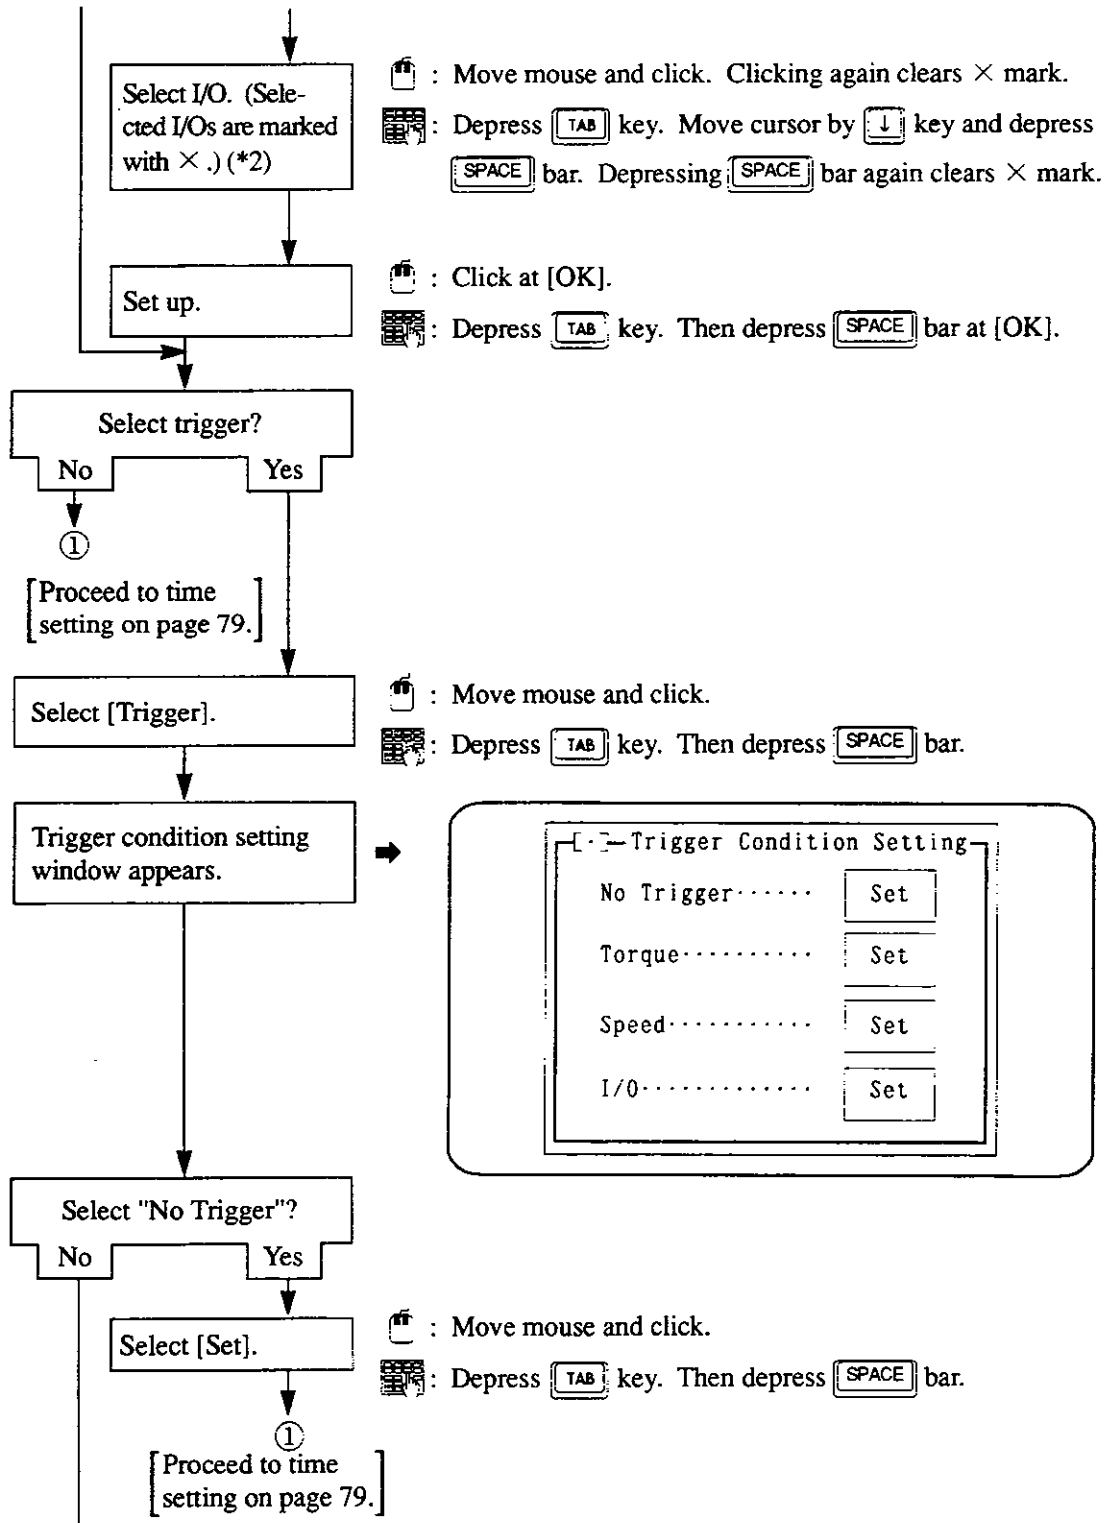 Select I/O. (Sele-
cted I/Os are marked
with × .) (*2)
: Move mouse and click. Clicking again clears × mark.
: Depress TAB key. Move cursor by ↓ key and depress
SPACE bar. Depressing SPACE bar again clears × mark.
Set up.
: Click at [OK].
: Depress TAB key. Then depress SPACE bar at [OK].
Select trigger?
No Yes
①
[Proceed to time
setting on page 79.]
Select [Trigger].
: Move mouse and click.
: Depress TAB key. Then depress SPACE bar.
Trigger condition setting
window appears.
[·] Trigger Condition Setting
No Trigger······ Set
Torque·········· Set
Speed··········· Set
I/O············· Set
Select "No Trigger"?
No Yes
Select [Set].
: Move mouse and click.
: Depress TAB key. Then depress SPACE bar.
①
[Proceed to time
setting on page 79.]